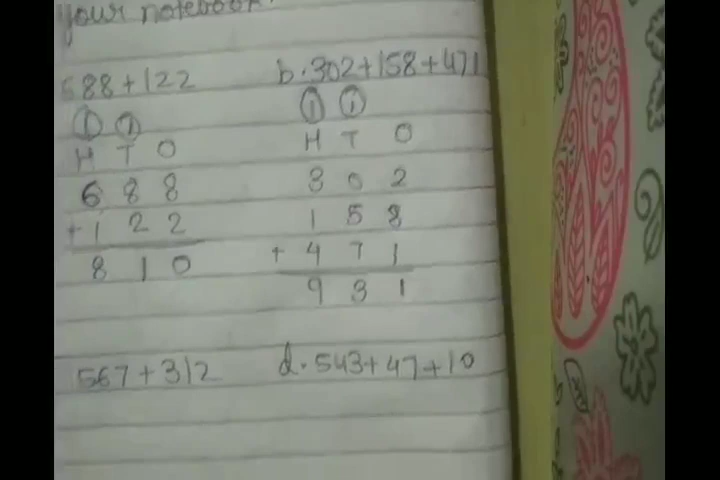 your notebook.
688+122
b.302+158+471
① ①
H T O
6 8 8
+ 1 2 2
8 1 0
① ①
H T O
3 0 2
1 5 8
+ 4 7 1
9 3 1
567+312
d.543+47+10